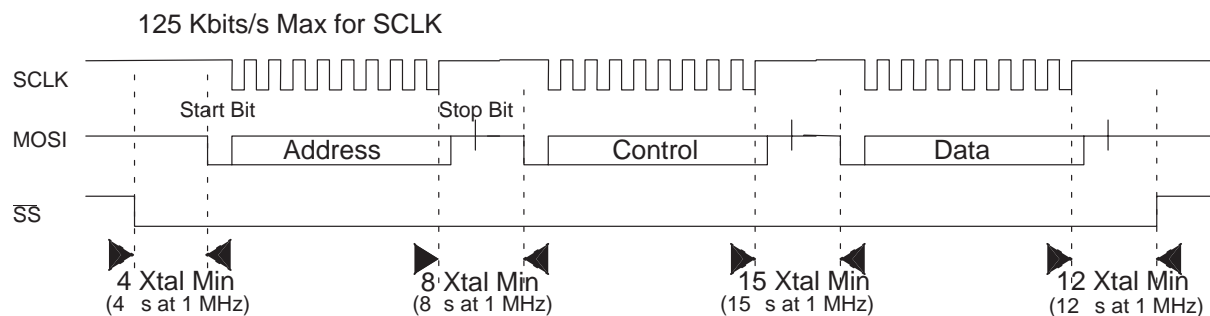 125 Kbits/s Max for SCLK
SCLK
Start Bit
Stop Bit
MOSI
Address
Control
Data
SS
4 Xtal Min
(4 s at 1 MHz)
8 Xtal Min
(8 s at 1 MHz)
15 Xtal Min
(15 s at 1 MHz)
12 Xtal Min
(12 s at 1 MHz)